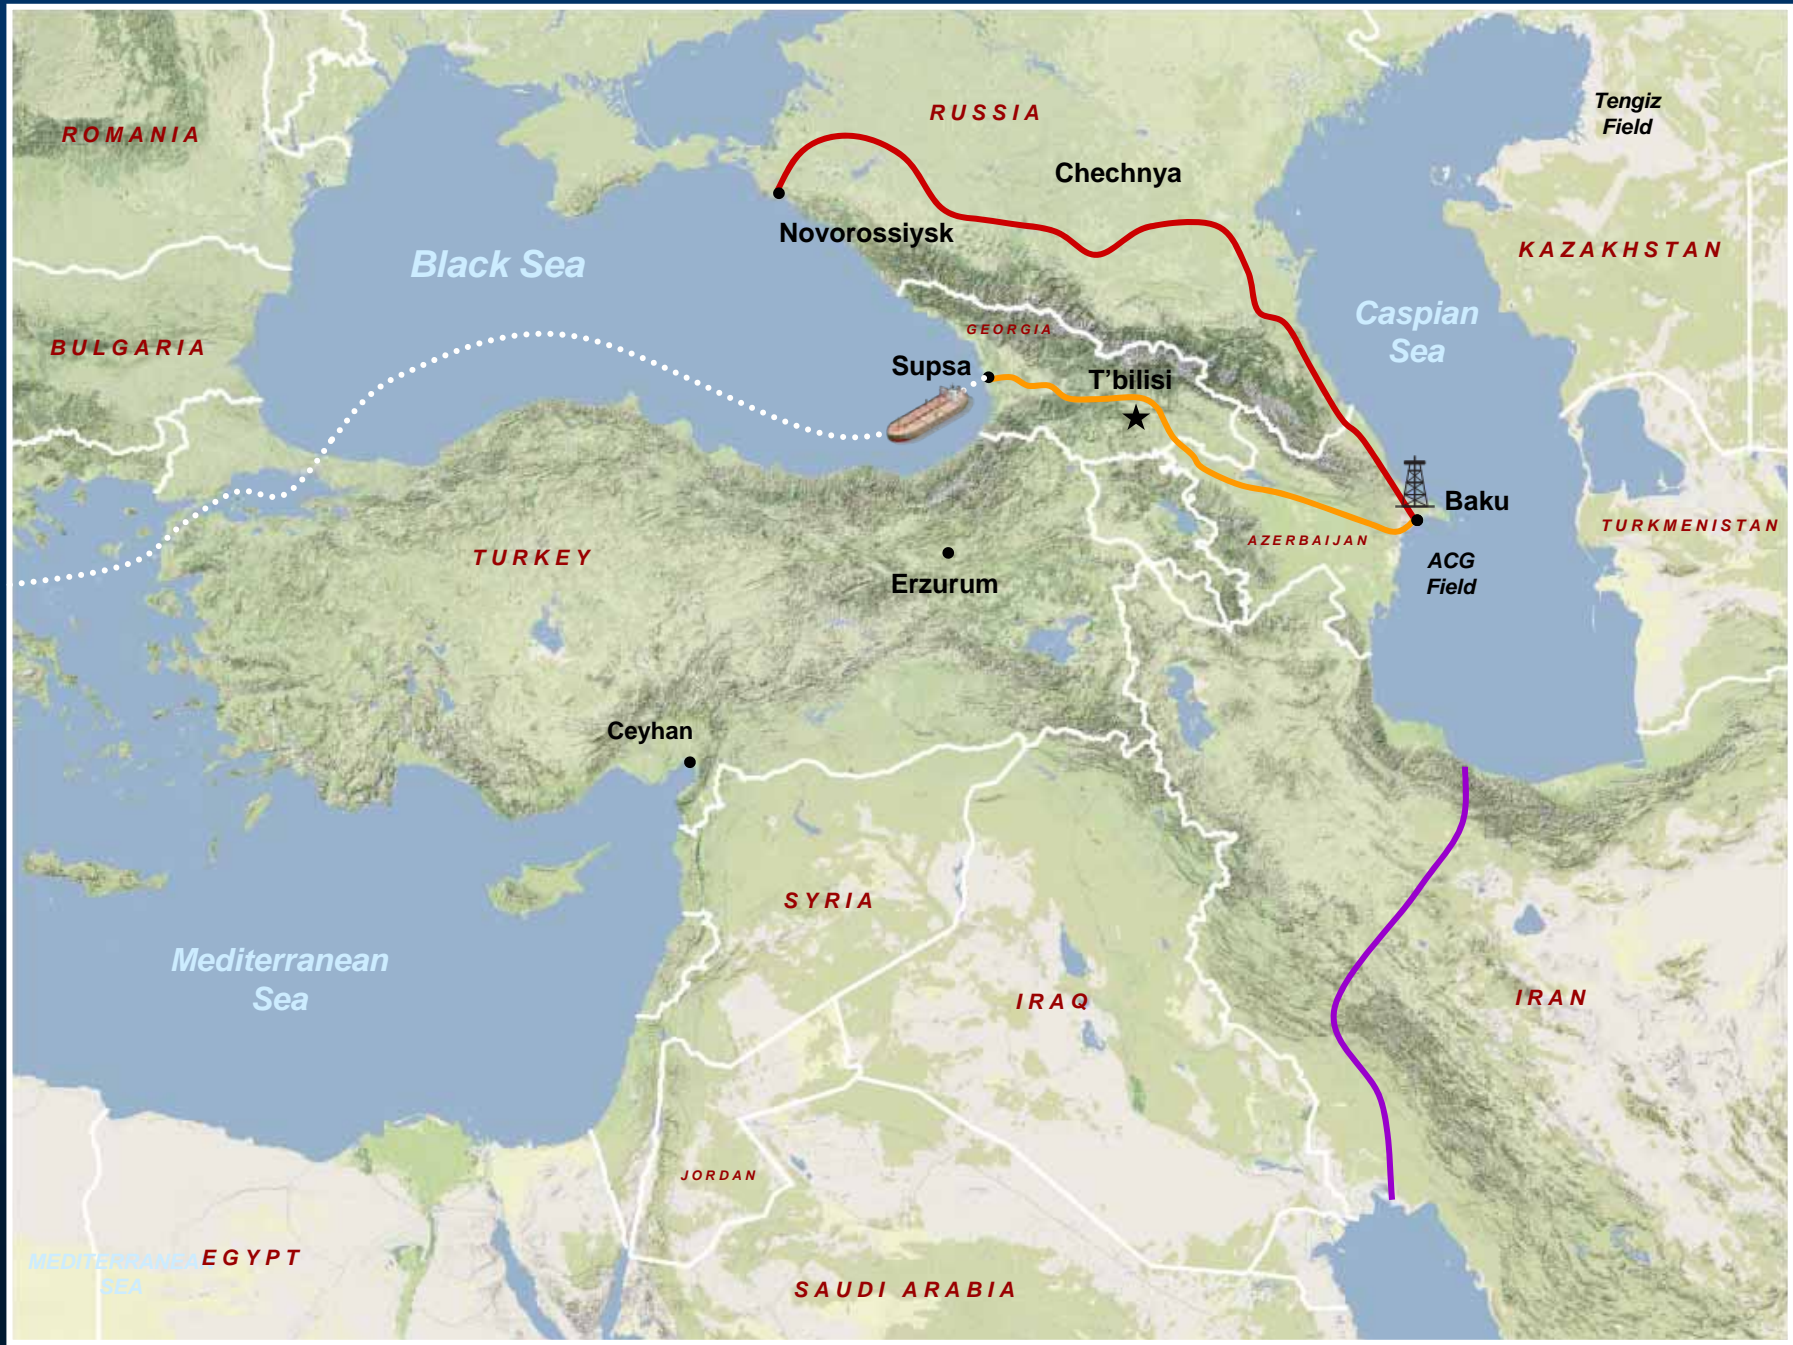 Tengiz
Field
RUSSIA
ROMANIA
Chechnya
Novorossiysk
KAZAKHSTAN
Black Sea
Caspian
Sea
GEORGIA
BULGARIA
Supsa
T'bilisi
Baku
TURKMENISTAN
AZERBAIJAN
TURKEY
ACG
Field
Erzurum
Ceyhan
SYRIA
Mediterranean
Sea
IRAQ
IRAN
JORDAN
EGYPT
MEDITERRANEA
SEA
SAUDI ARABIA